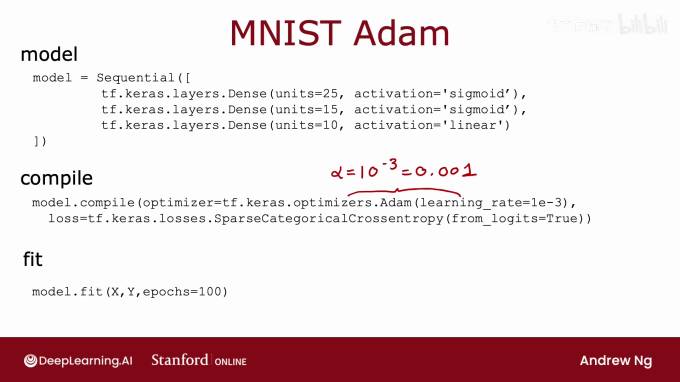 MNIST Adam
model
model = Sequential([
tf.keras.layers.Dense(units=25, activation='sigmoid’),
tf.keras.layers.Dense(units=15, activation='sigmoid’),
tf.keras.layers.Dense(units=10, activation='linear')
])
α=10⁻³=0.001
compile
model.compile(optimizer=tf.keras.optimizers.Adam(learning_rate=1e-3),
loss=tf.keras.losses.SparseCategoricalCrossentropy(from_logits=True))
fit
model.fit(X,Y,epochs=100)
DeepLearning.AI Stanford ONLINE Andrew Ng
bilibili